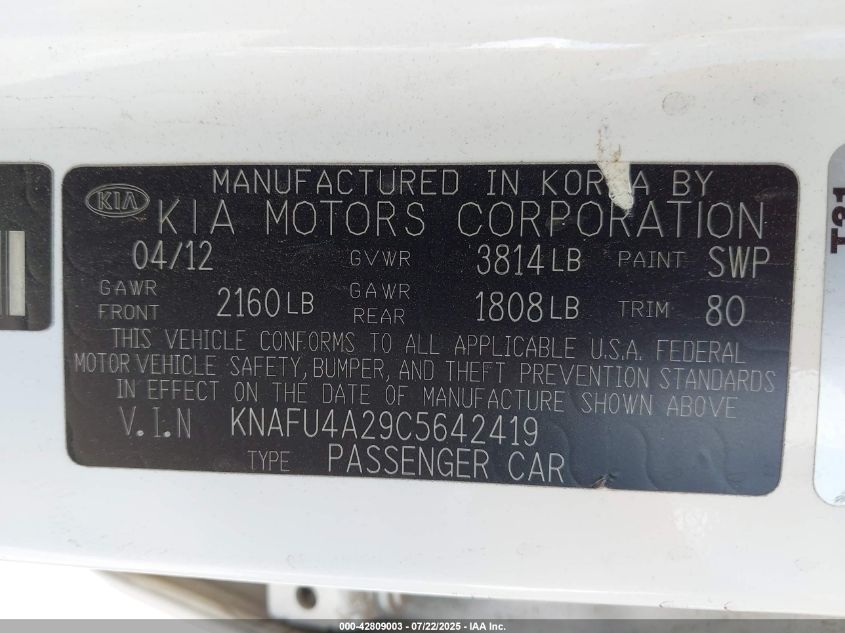 MANUFACTURED IN KOREA BY
KIA KIA MOTORS CORPORATION
04/12 GVWR 3814 LB PAINT SWP
GAWR FRONT 2160 LB GAWR REAR 1808 LB TRIM 80
THIS VEHICLE CONFORMS TO ALL APPLICABLE U.S.A. FEDERAL
MOTOR VEHICLE SAFETY, BUMPER, AND THEFT PREVENTION STANDARDS
IN EFFECT ON THE DATE OF MANUFACTURE SHOWN ABOVE
V.I.N KNAFU4A29C5642419
TYPE PASSENGER CAR
000-42809003 - 07/22/2025 - IAA, Inc.